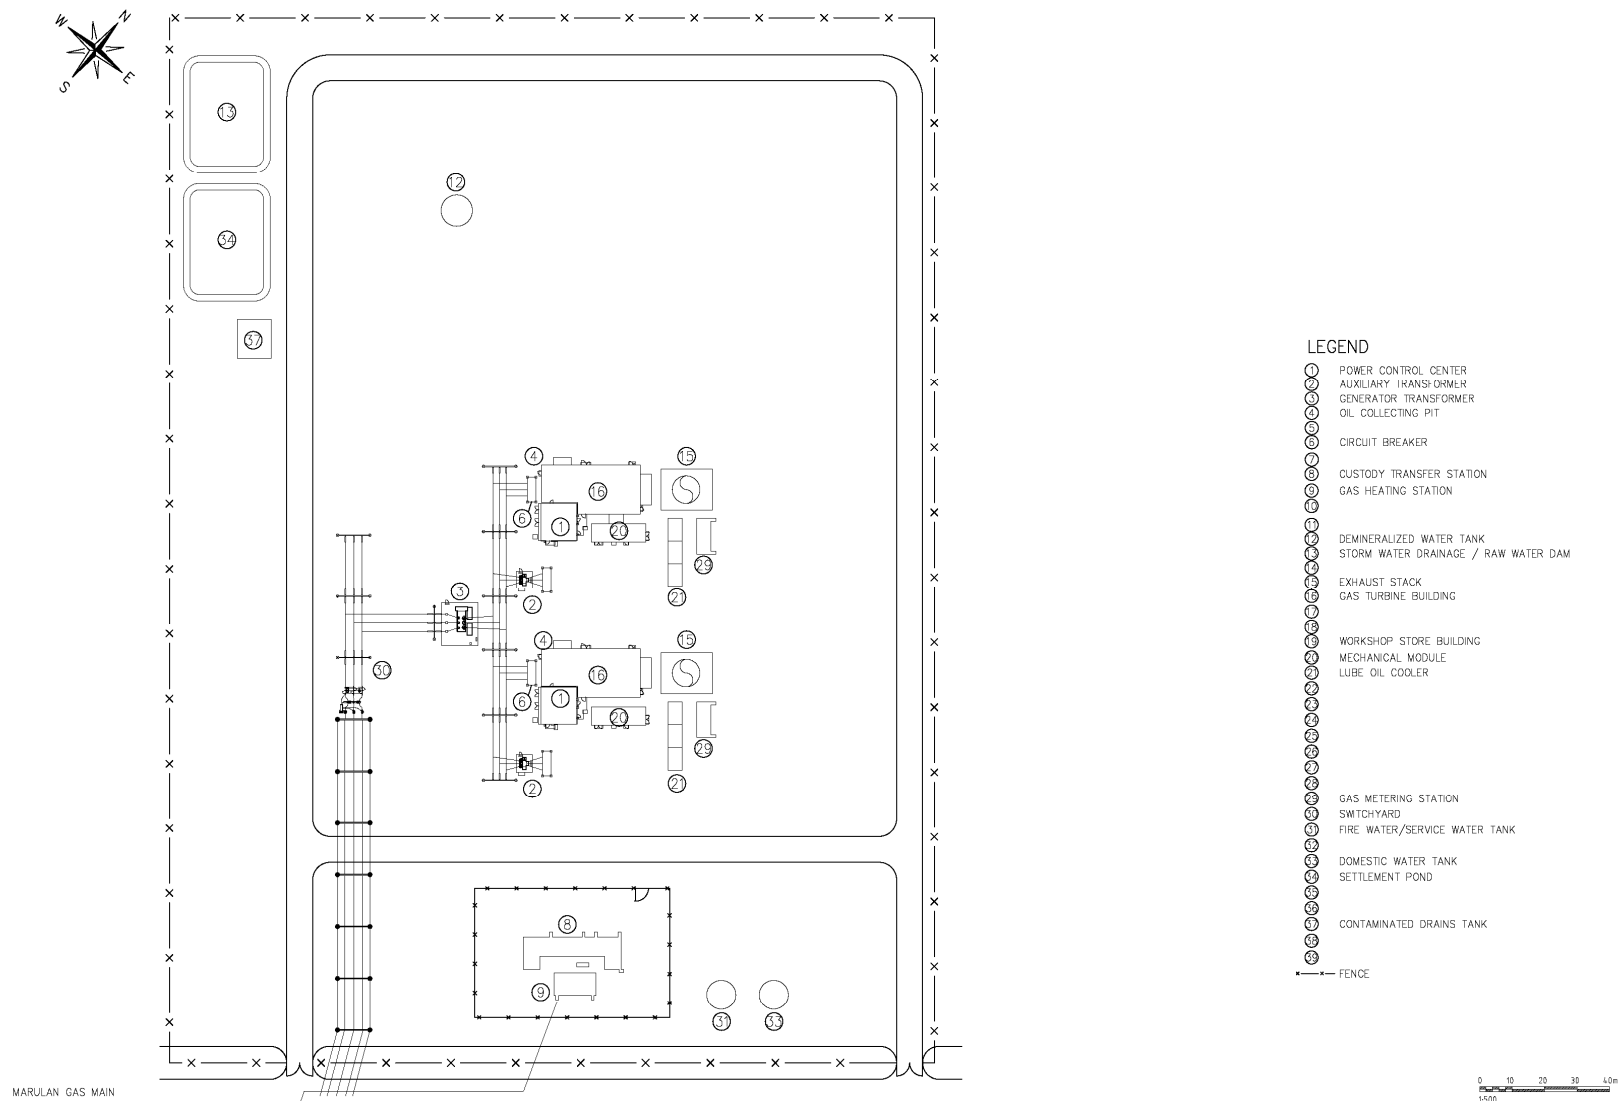 W
N
S
E
13
12
34
37
4
15
16
6
1
20
29
2
21
3
4
15
16
30
6
1
20
29
2
21
8
9
31
33
MARULAN GAS MAIN
LEGEND
1 POWER CONTROL CENTER
2 AUXILIARY TRANSFORMER
3 GENERATOR TRANSFORMER
4 OIL COLLECTING PIT
5
6 CIRCUIT BREAKER
7
8 CUSTODY TRANSFER STATION
9 GAS HEATING STATION
10
11
12 DEMINERALIZED WATER TANK
13 STORM WATER DRAINAGE / RAW WATER DAM
14
15 EXHAUST STACK
16 GAS TURBINE BUILDING
17
18
19 WORKSHOP STORE BUILDING
20 MECHANICAL MODULE
21 LUBE OIL COOLER
22
23
24
25
26
27
28
29 GAS METERING STATION
30 SWITCHYARD
31 FIRE WATER/SERVICE WATER TANK
32
33 DOMESTIC WATER TANK
34 SETTLEMENT POND
35
36
37 CONTAMINATED DRAINS TANK
38
39
FENCE
0 10 20 30 40m
1:500